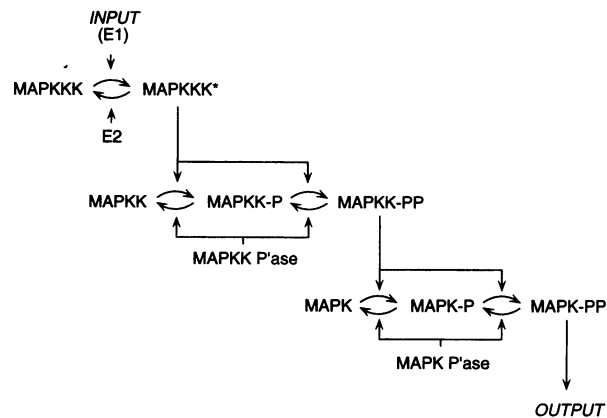 INPUT
(E1)
MAPKKK MAPKKK*
E2
MAPKK MAPKK-P MAPKK-PP
MAPKK P'ase
MAPK MAPK-P MAPK-PP
MAPK P'ase
OUTPUT